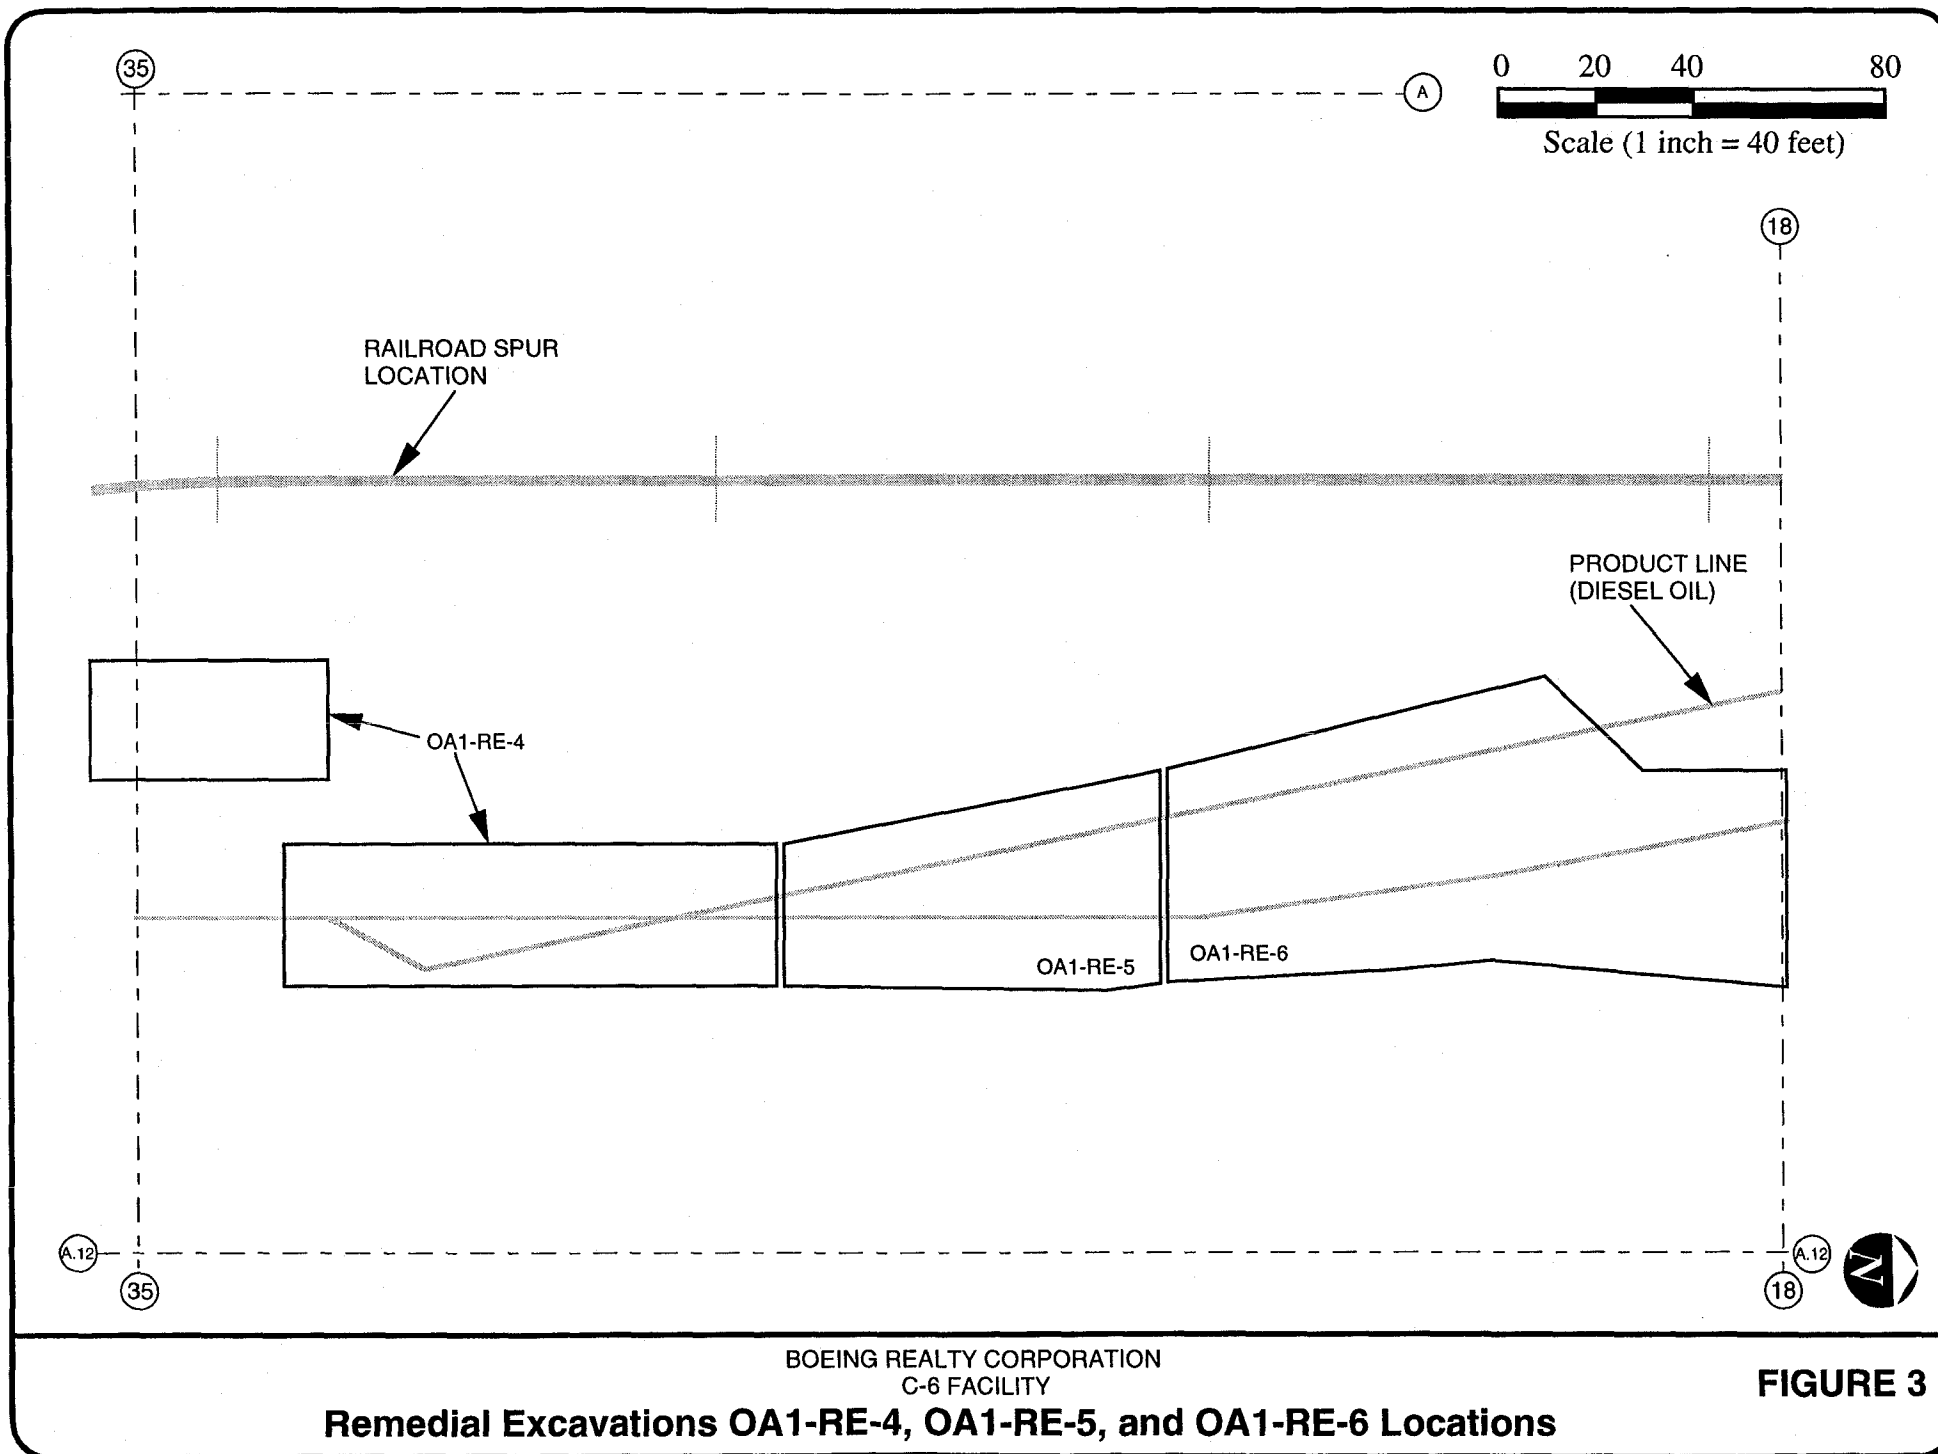 35
A
0 20 40 80
Scale (1 inch = 40 feet)
18
RAILROAD SPUR
LOCATION
PRODUCT LINE
(DIESEL OIL)
OA1-RE-4
OA1-RE-5
OA1-RE-6
A.12
A.12
35
18
N
BOEING REALTY CORPORATION
C-6 FACILITY
FIGURE 3
Remedial Excavations OA1-RE-4, OA1-RE-5, and OA1-RE-6 Locations